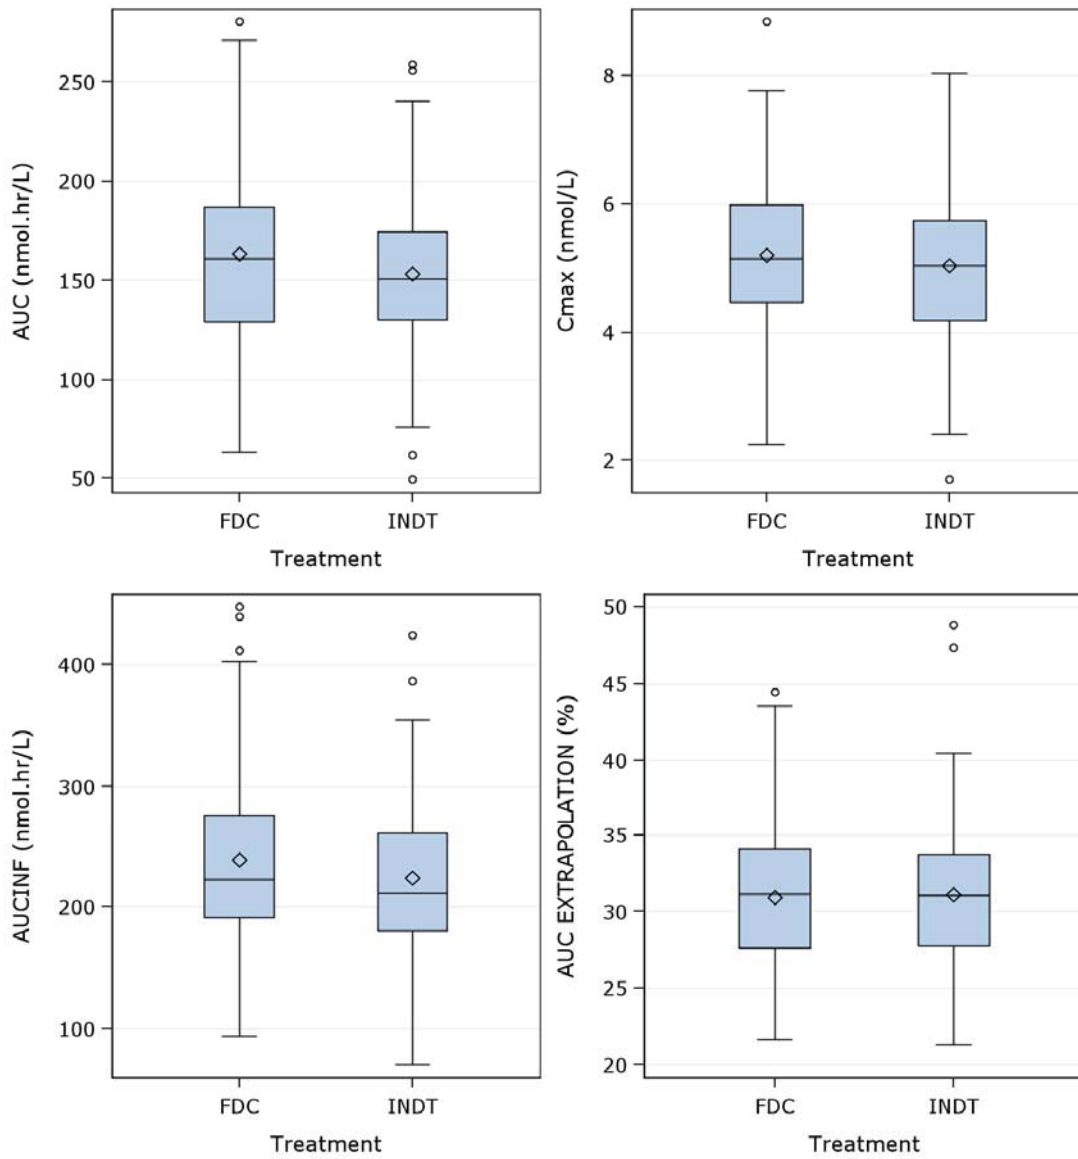 AUC (nmol.hr/L)
250
200
150
100
50
FDC INDT
Treatment
Cmax (nmol/L)
8
6
4
2
FDC INDT
Treatment
AUCINF (nmol.hr/L)
400
300
200
100
FDC INDT
Treatment
AUC EXTRAPOLATION (%)
50
45
40
35
30
25
20
FDC INDT
Treatment